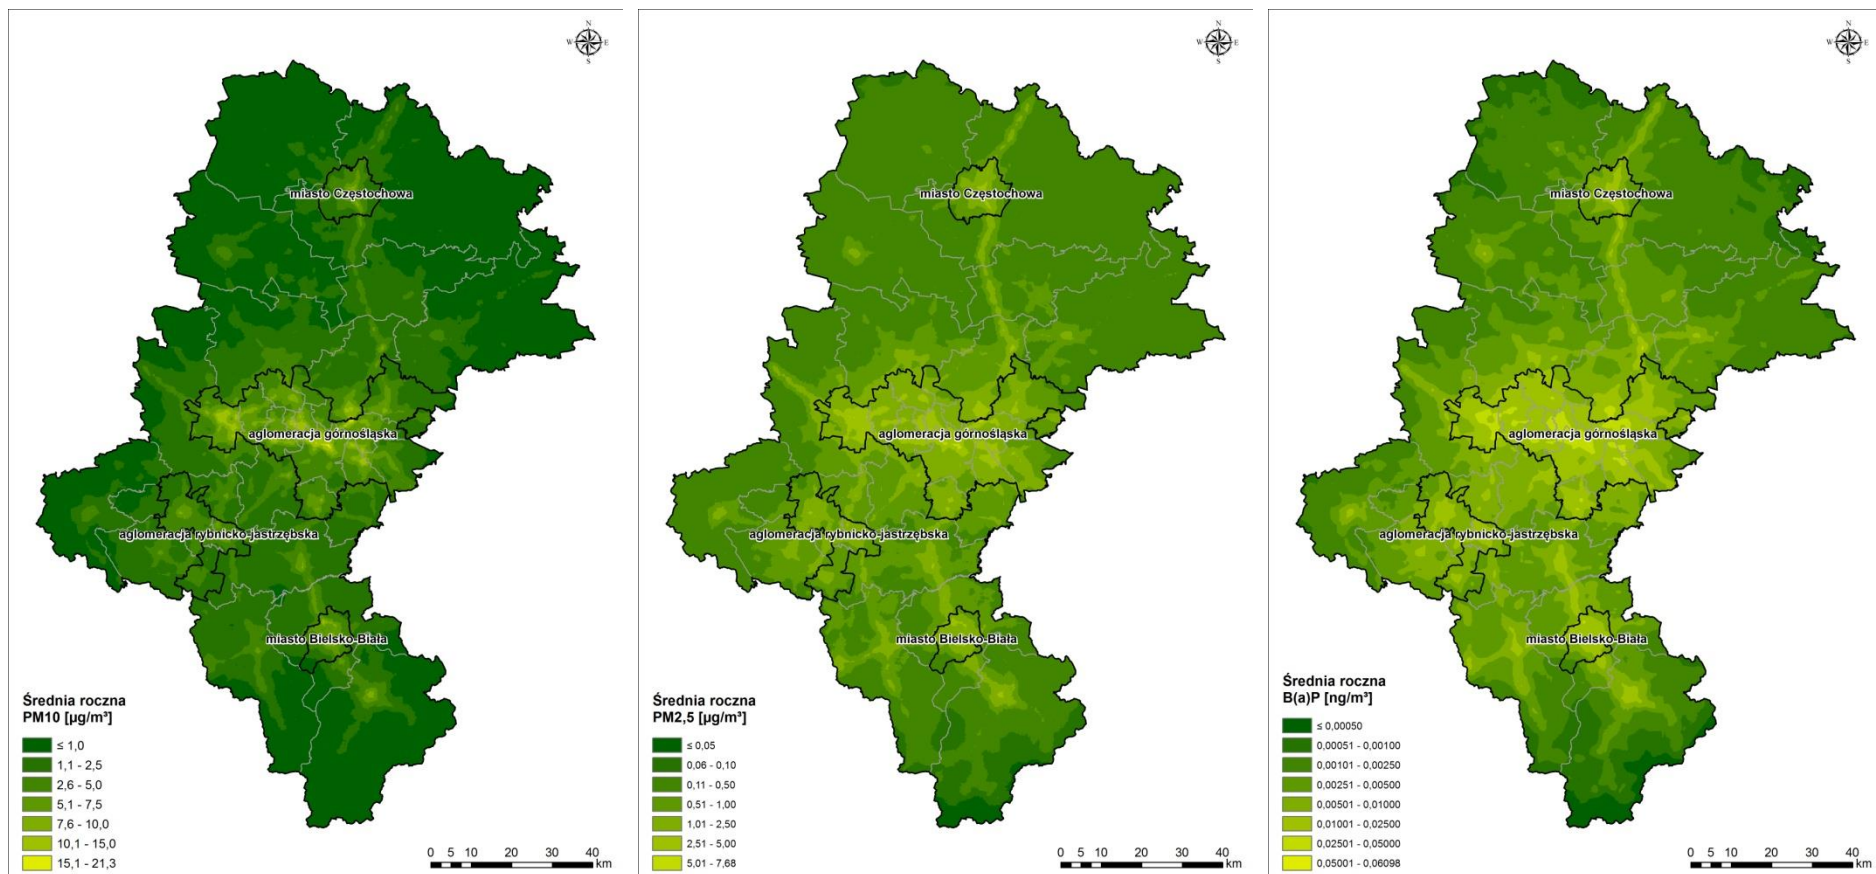 N
W E
S
miasto Częstochowa
aglomeracja górnośląska
aglomeracja rybnicko-jastrzębska
miasto Bielsko-Biała
Średnia roczna
PM10 [µg/m³]
≤ 1,0
1,1 - 2,5
2,6 - 5,0
5,1 - 7,5
7,6 - 10,0
10,1 - 15,0
15,1 - 21,3
0 5 10 20 30 40
km
N
W E
S
miasto Częstochowa
aglomeracja górnośląska
aglomeracja rybnicko-jastrzębska
miasto Bielsko-Biała
Średnia roczna
PM2,5 [µg/m³]
≤ 0,05
0,06 - 0,10
0,11 - 0,50
0,51 - 1,00
1,01 - 2,50
2,51 - 5,00
5,01 - 7,68
0 5 10 20 30 40
km
N
W E
S
miasto Częstochowa
aglomeracja górnośląska
aglomeracja rybnicko-jastrzębska
miasto Bielsko-Biała
Średnia roczna
B(a)P [ng/m³]
≤ 0,00050
0,00051 - 0,00100
0,00101 - 0,00250
0,00251 - 0,00500
0,00501 - 0,01000
0,01001 - 0,02500
0,02501 - 0,05000
0,05001 - 0,06098
0 5 10 20 30 40
km